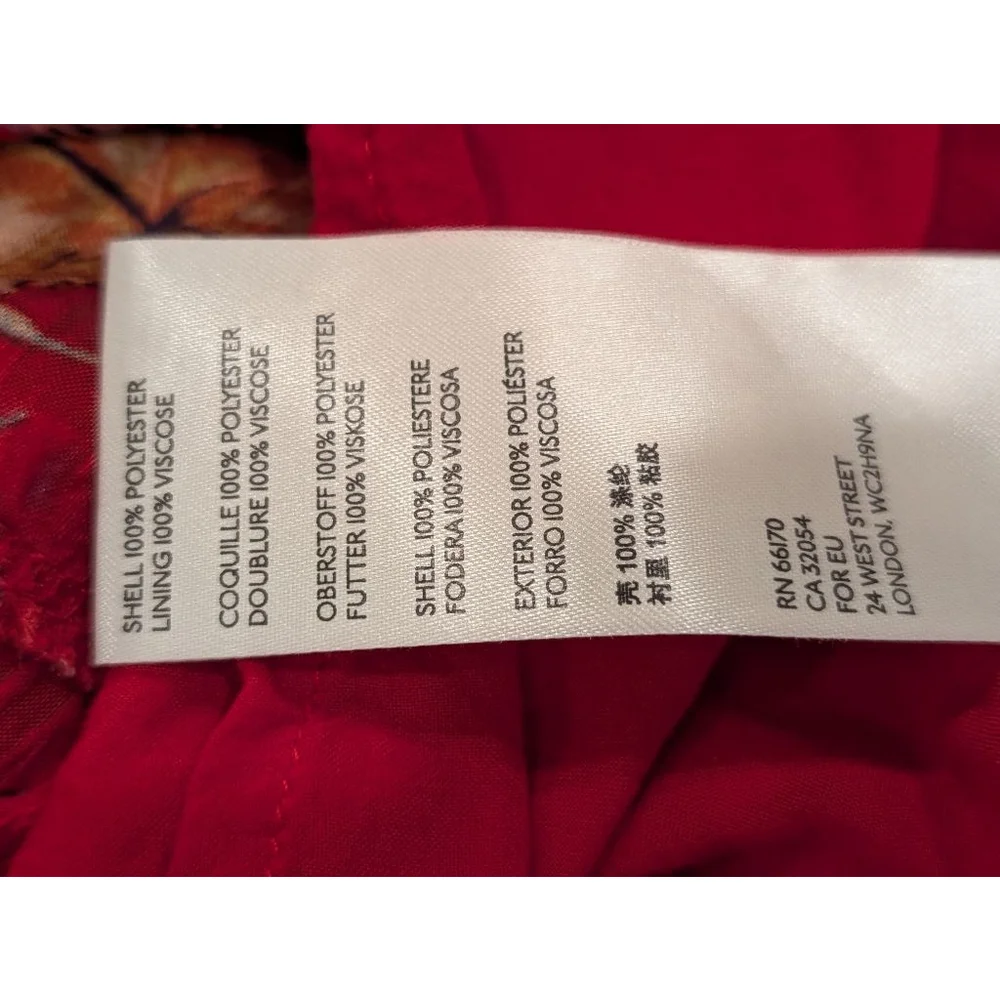 SHELL 100% POLYESTER
LINING 100% VISCOSE
COQUILLE 100% POLYESTER
DOUBLURE 100% VISCOSE
OBERSTOFF 100% POLYESTER
FUTTER 100% VISKOSE
SHELL 100% POLIESTERE
FODERA 100% VISCOSA
EXTERIOR 100% POLIÉSTER
FORRO 100% VISCOSA
壳 100% 涤纶
衬里 100% 粘胶
RN 66170
CA 32054
FOR EU
24 WEST STREET
LONDON, WC2H9NA